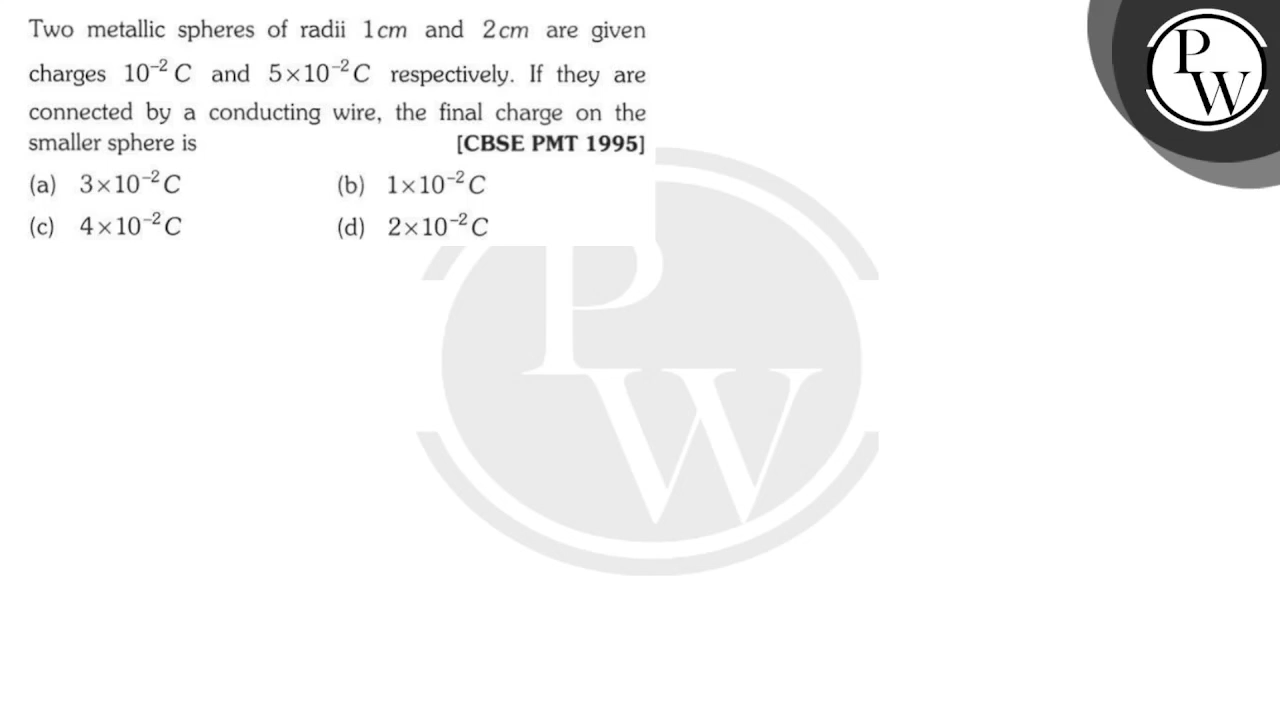 Two metallic spheres of radii 1cm and 2cm are given
charges 10⁻² C and 5×10⁻² C respectively. If they are
connected by a conducting wire, the final charge on the
smaller sphere is [CBSE PMT 1995]
(a) 3×10⁻² C (b) 1×10⁻² C
(c) 4×10⁻² C (d) 2×10⁻² C
PW
PW